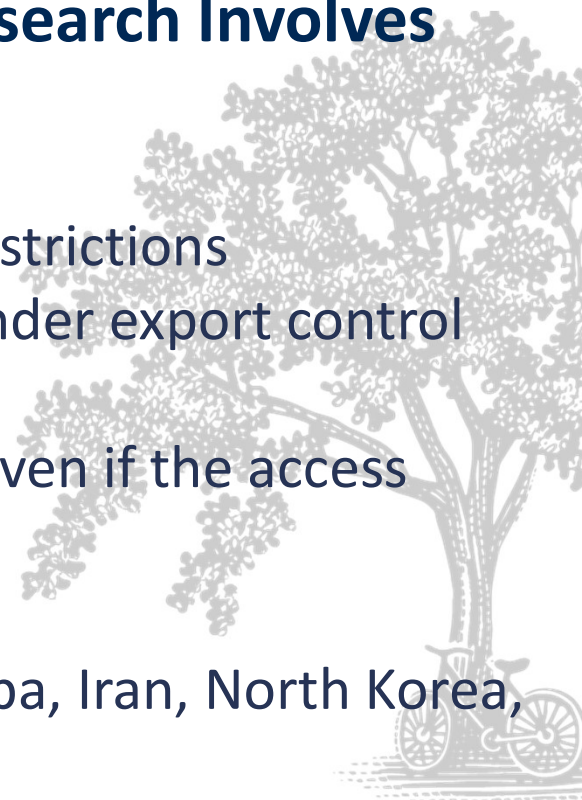 search Involves
strictions
nder export control
ven if the access
ba, Iran, North Korea,